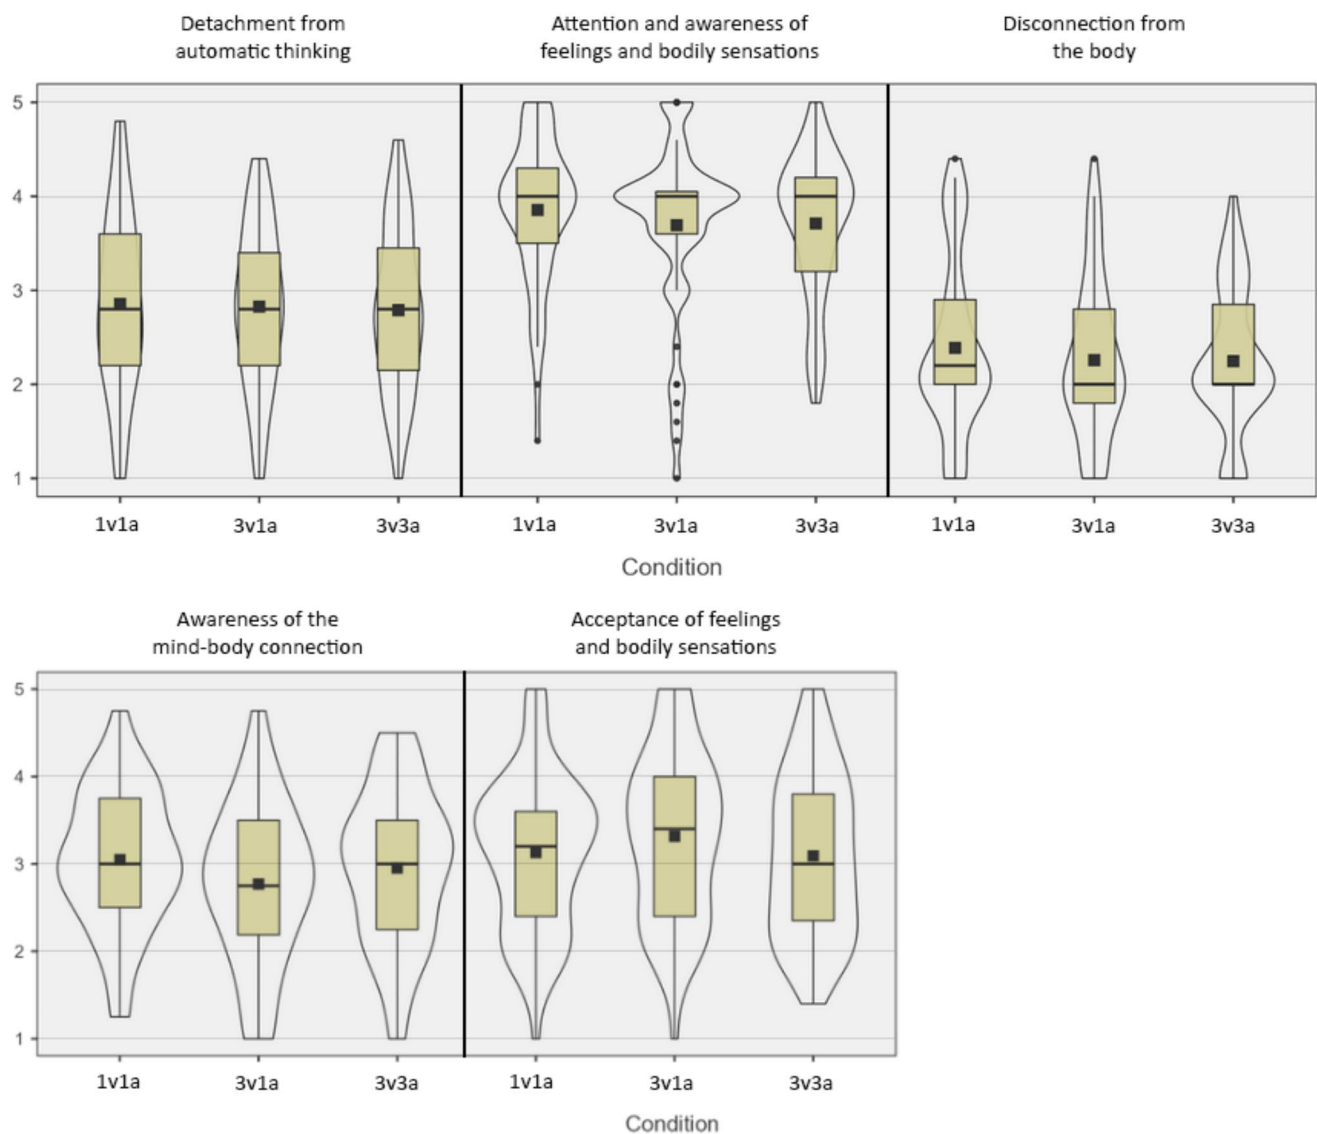 Detachment from
automatic thinking
Attention and awareness of
feelings and bodily sensations
Disconnection from
the body
5
4
3
2
1
1v1a 3v1a 3v3a 1v1a 3v1a 3v3a 1v1a 3v1a 3v3a
Condition
Awareness of the
mind-body connection
Acceptance of feelings
and bodily sensations
5
4
3
2
1
1v1a 3v1a 3v3a 1v1a 3v1a 3v3a
Condition